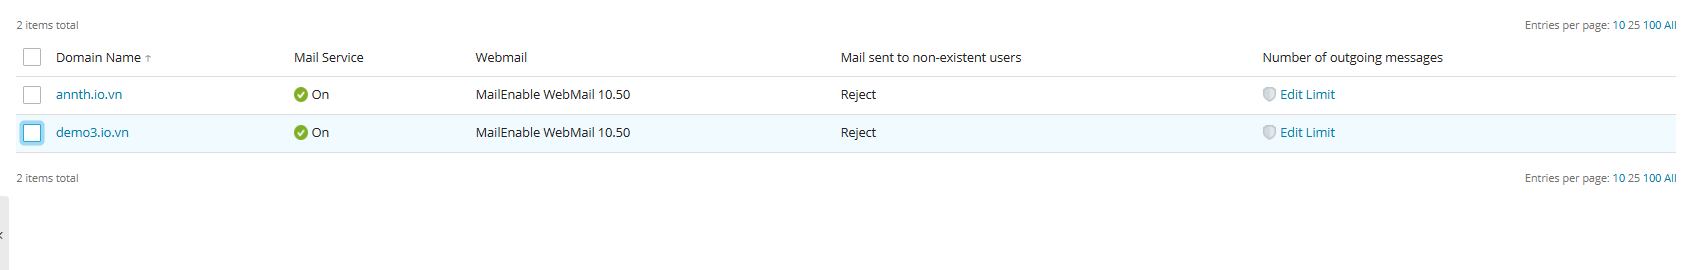 2 items total Entries per page: 10 25 100 All
Domain Name ↑ Mail Service Webmail Mail sent to non-existent users Number of outgoing messages
annth.io.vn On MailEnable WebMail 10.50 Reject Edit Limit
demo3.io.vn On MailEnable WebMail 10.50 Reject Edit Limit
2 items total Entries per page: 10 25 100 All